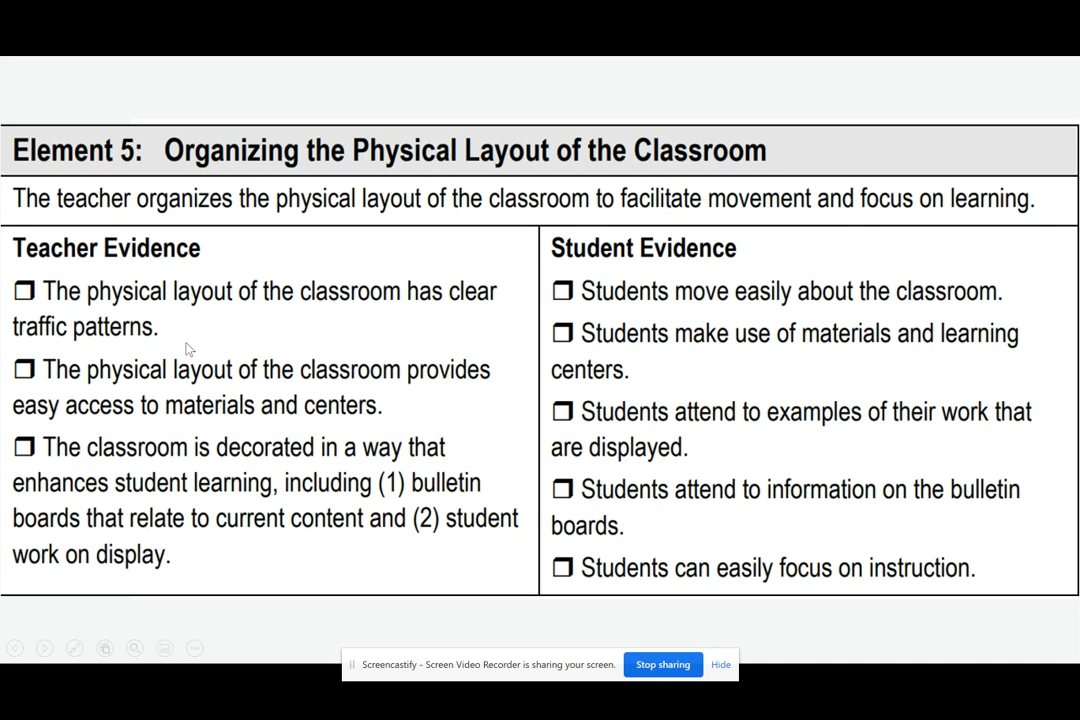 Element 5: Organizing the Physical Layout of the Classroom
The teacher organizes the physical layout of the classroom to facilitate movement and focus on learning.
Teacher Evidence
❒ The physical layout of the classroom has clear
traffic patterns.
❒ The physical layout of the classroom provides
easy access to materials and centers.
❒ The classroom is decorated in a way that
enhances student learning, including (1) bulletin
boards that relate to current content and (2) student
work on display.
Student Evidence
❒ Students move easily about the classroom.
❒ Students make use of materials and learning
centers.
❒ Students attend to examples of their work that
are displayed.
❒ Students attend to information on the bulletin
boards.
❒ Students can easily focus on instruction.
Screencastify - Screen Video Recorder is sharing your screen.
Stop sharing
Hide